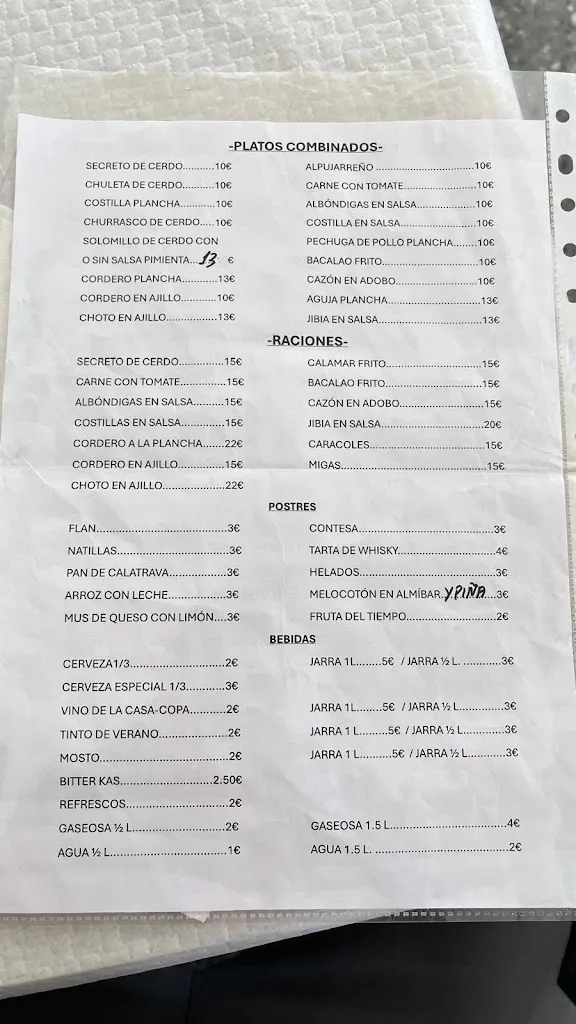 -PLATOS COMBINADOS-
SECRETO DE CERDO..........10€
CHULETA DE CERDO..........10€
COSTILLA PLANCHA...........10€
CHURRASCO DE CERDO.....10€
SOLOMILLO DE CERDO CON
O SIN SALSA PIMIENTA...13 €
CORDERO PLANCHA............13€
CORDERO EN AJILLO............10€
CHOTO EN AJILLO.................13€
ALPUJARREÑO .................................10€
CARNE CON TOMATE.........................10€
ALBÓNDIGAS EN SALSA....................10€
COSTILLA EN SALSA..........................10€
PECHUGA DE POLLO PLANCHA........10€
BACALAO FRITO................................10€
CAZÓN EN ADOBO............................10€
AGUJA PLANCHA...............................13€
JIBIA EN SALSA..................................13€
-RACIONES-
SECRETO DE CERDO...............15€
CARNE CON TOMATE...............15€
ALBÓNDIGAS EN SALSA..........15€
COSTILLAS EN SALSA..............15€
CORDERO A LA PLANCHA.......22€
CORDERO EN AJILLO...............15€
CHOTO EN AJILLO....................22€
CALAMAR FRITO................................15€
BACALAO FRITO................................15€
CAZÓN EN ADOBO...........................15€
JIBIA EN SALSA.................................20€
CARACOLES.....................................15€
MIGAS................................................15€
POSTRES
FLAN..........................................3€
NATILLAS...................................3€
PAN DE CALATRAVA....................3€
ARROZ CON LECHE....................3€
MUS DE QUESO CON LIMÓN....3€
CONTESA..........................................3€
TARTA DE WHISKY.............................4€
HELADOS..........................................3€
MELOCOTÓN EN ALMÍBAR..Y PIÑA...3€
FRUTA DEL TIEMPO...........................2€
BEBIDAS
CERVEZA1/3..............................2€
CERVEZA ESPECIAL 1/3............3€
VINO DE LA CASA-COPA...........2€
TINTO DE VERANO.....................2€
MOSTO.......................................2€
BITTER KAS............................2.50€
REFRESCOS...............................2€
GASEOSA ½ L............................2€
AGUA ½ L...................................1€
JARRA 1L.......5€ / JARRA ½ L. ............3€
JARRA 1L.........5€ / JARRA ½ L.............3€
JARRA 1 L.........5€ / JARRA ½ L............3€
JARRA 1 L.........5€ / JARRA ½ L............3€
GASEOSA 1.5 L...................................4€
AGUA 1.5 L. .........................................2€